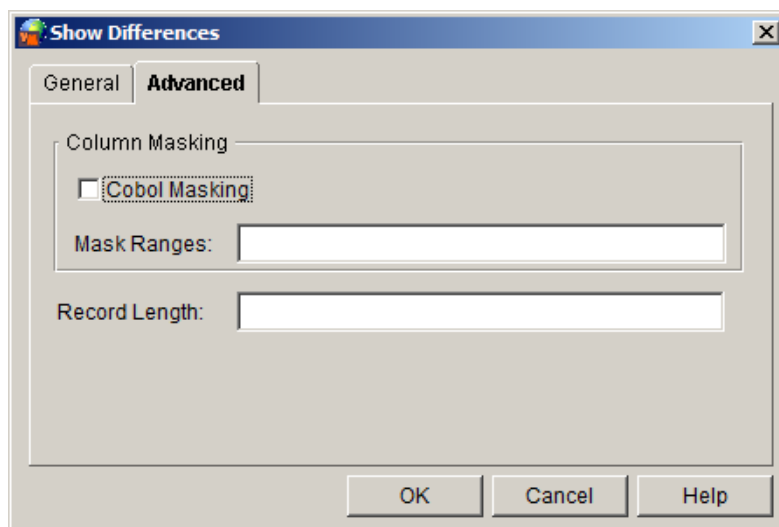 Show Differences
General Advanced
Column Masking
Cobol Masking
Mask Ranges:
Record Length:
OK Cancel Help